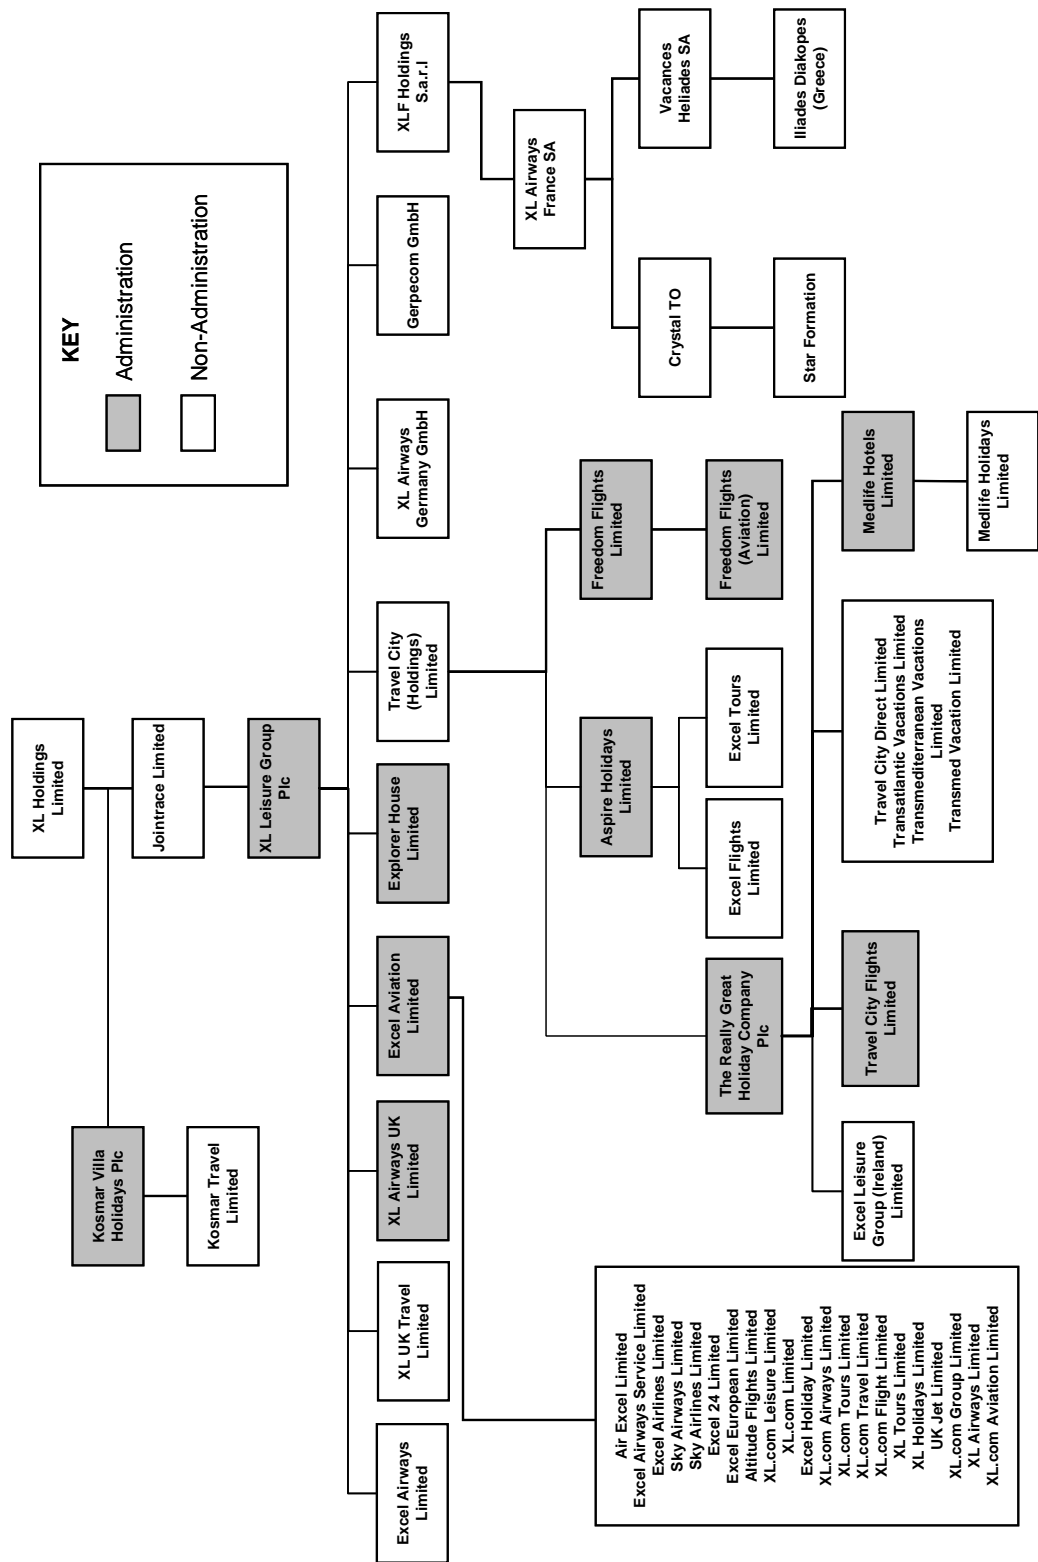 XL Holdings
Limited
Jointrace Limited
XL Leisure Group
Plc
Kosmar Villa
Holidays Plc
Kosmar Travel
Limited
KEY
Administration
Non-Administration
Excel Airways
Limited
XL UK Travel
Limited
XL Airways UK
Limited
Excel Aviation
Limited
Explorer House
Limited
Travel City
(Holdings)
Limited
XL Airways
Germany GmbH
Gerpecom GmbH
XLF Holdings
S.a.r.l
XL Airways
France SA
Crystal TO
Star Formation
Vacances
Heliades SA
Iliades Diakopes
(Greece)
Aspire Holidays
Limited
Excel Flights
Limited
Excel Tours
Limited
Freedom Flights
Limited
Freedom Flights
(Aviation)
Limited
The Really Great
Holiday Company
Plc
Excel Leisure
Group (Ireland)
Limited
Travel City Flights
Limited
Travel City Direct Limited
Transatlantic Vacations Limited
Transmediterranean Vacations
Limited
Transmed Vacation Limited
Medlife Hotels
Limited
Medlife Holidays
Limited
Air Excel Limited
Excel Airways Service Limited
Excel Airlines Limited
Sky Airways Limited
Sky Airlines Limited
Excel 24 Limited
Excel European Limited
Altitude Flights Limited
XL.com Leisure Limited
XL.com Limited
Excel Holiday Limited
XL.com Airways Limited
XL.com Tours Limited
XL.com Travel Limited
XL.com Flight Limited
XL Tours Limited
XL Holidays Limited
UK Jet Limited
XL.com Group Limited
XL Airways Limited
XL.com Aviation Limited